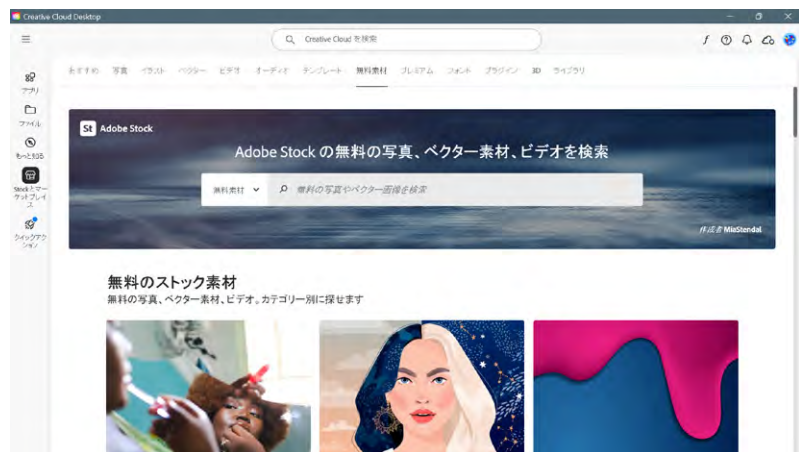 Creative Cloud Desktop
Creative Cloud を検索
おすすめ 写真 イラスト ベクター ビデオ オーディオ テンプレート 無料素材 プレミアム フォント プラグイン 3D ライブラリ
アプリ
ファイル
もっと知る
Stockとマー
ケットプレイ
ス
クイックアク
ション
St Adobe Stock
Adobe Stock の無料の写真、ベクター素材、ビデオを検索
無料素材 無料の写真やベクター画像を検索
作成者 MiaStendal
無料のストック素材
無料の写真、ベクター素材、ビデオ。カテゴリー別に探せます